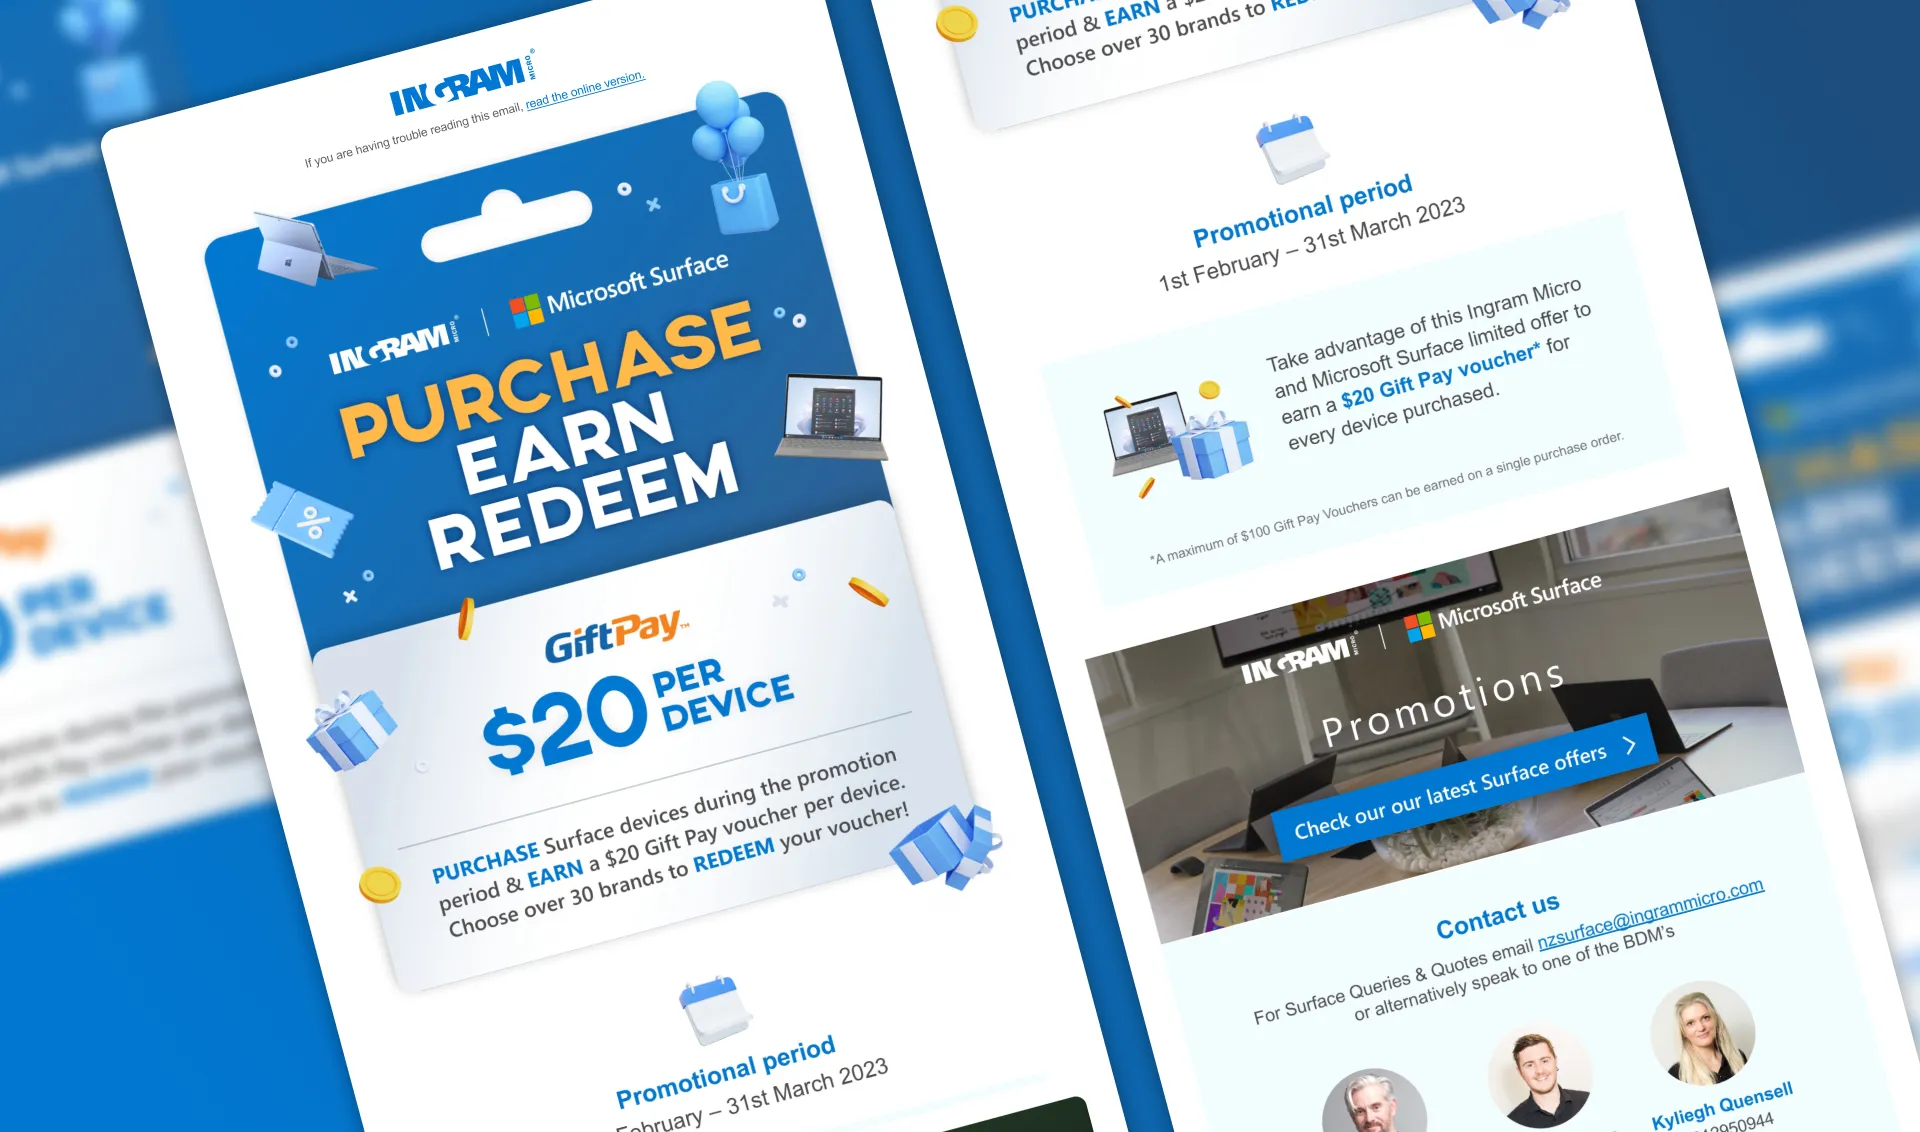 INGRAM MICRO®
If you are having trouble reading this email, read the online version.
INGRAM MICRO® | Microsoft Surface
PURCHASE
EARN
REDEEM
GiftPay™
$20 PER DEVICE
PURCHASE Surface devices during the promotion
period & EARN a $20 Gift Pay voucher per device.
Choose over 30 brands to REDEEM your voucher!
Promotional period
February – 31st March 2023
period & EARN a
Choose over 30 brands to
Promotional period
1st February – 31st March 2023
Take advantage of this Ingram Micro
and Microsoft Surface limited offer to
earn a $20 Gift Pay voucher* for
every device purchased.
*A maximum of $100 Gift Pay Vouchers can be earned on a single purchase order.
INGRAM MICRO® | Microsoft Surface
Promotions
Check our our latest Surface offers
Contact us
For Surface Queries & Quotes email nzsurface@ingrammicro.com
or alternatively speak to one of the BDM's
Kyliegh Quensell
PER
DEVICE